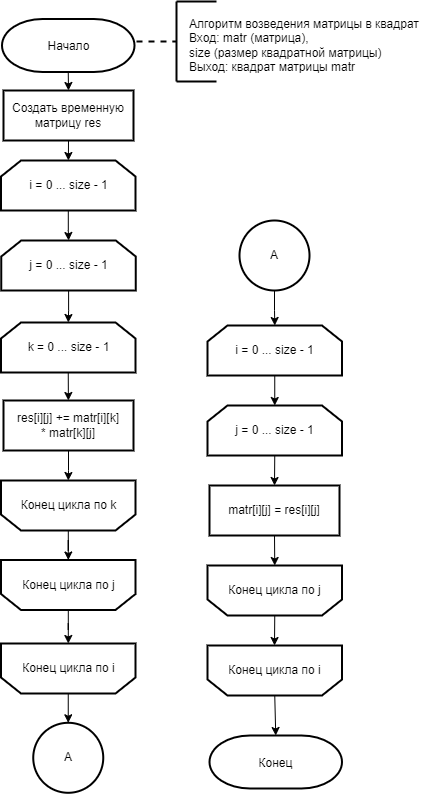 Начало
Алгоритм возведения матрицы в квадрат
Вход: matr (матрица),
size (размер квадратной матрицы)
Выход: квадрат матрицы matr
Создать временную
матрицу res
i = 0 ... size - 1
j = 0 ... size - 1
k = 0 ... size - 1
res[i][j] += matr[i][k]
* matr[k][j]
Конец цикла по k
Конец цикла по j
Конец цикла по i
A
A
i = 0 ... size - 1
j = 0 ... size - 1
matr[i][j] = res[i][j]
Конец цикла по j
Конец цикла по i
Конец